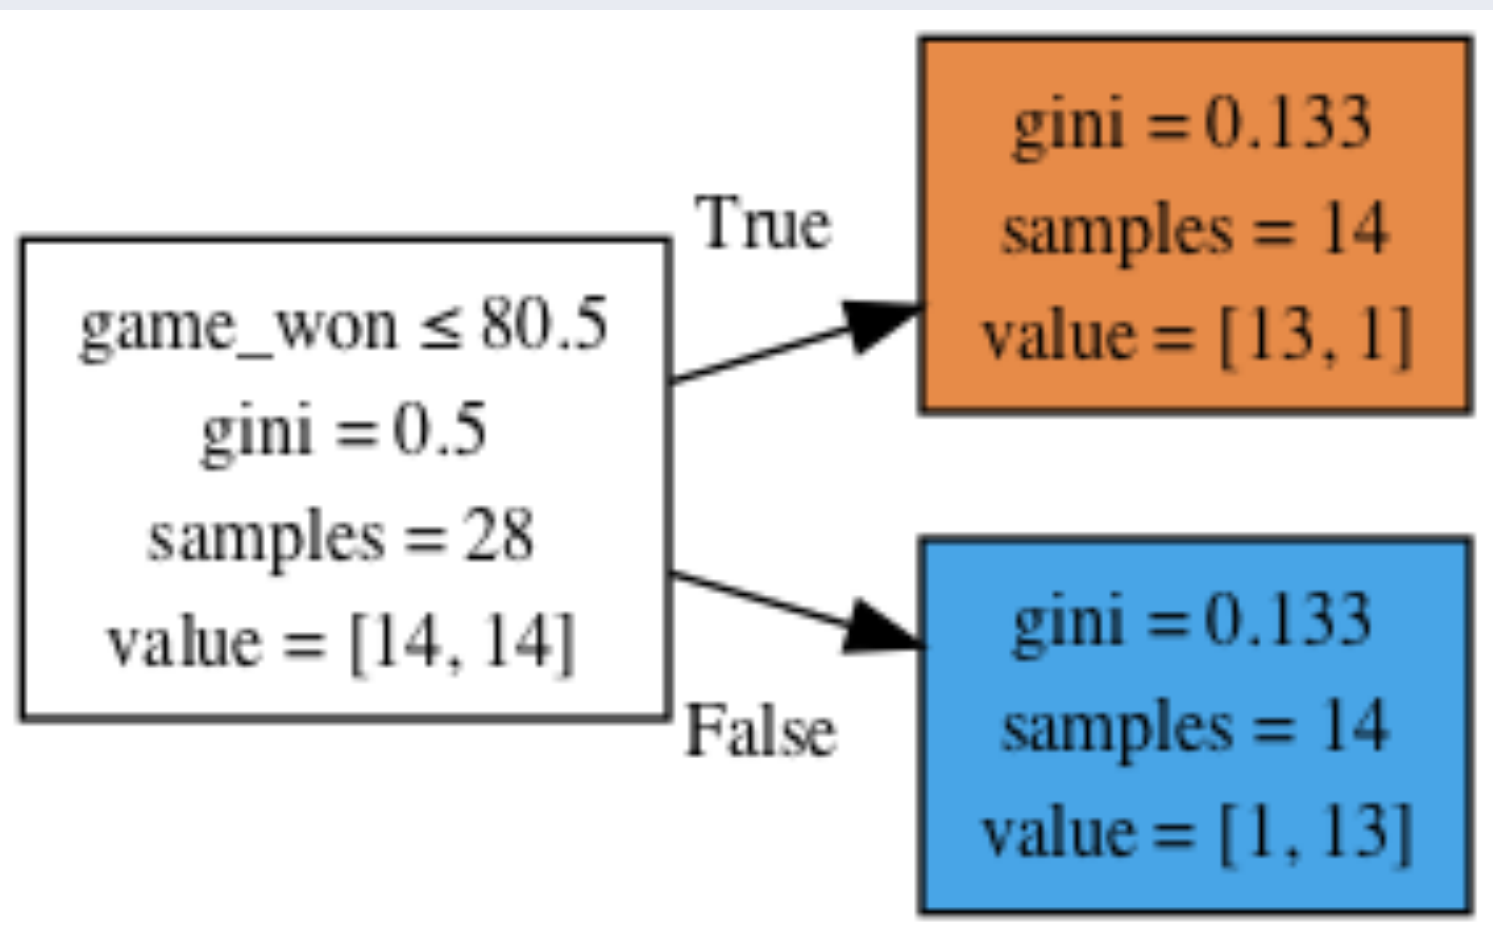 game_won ≤ 80.5
gini = 0.5
samples = 28
value = [14, 14]
True
gini = 0.133
samples = 14
value = [13, 1]
False
gini = 0.133
samples = 14
value = [1, 13]